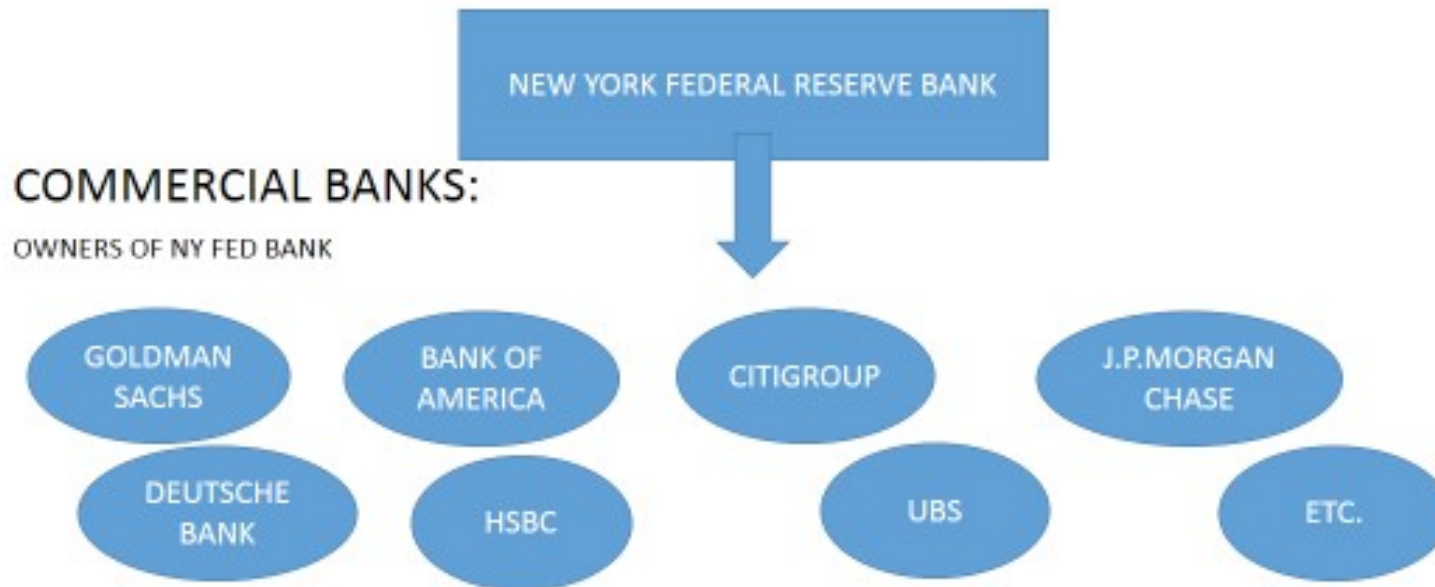 NEW YORK FEDERAL RESERVE BANK
COMMERCIAL BANKS:
OWNERS OF NY FED BANK
GOLDMAN
SACHS
BANK OF
AMERICA
CITIGROUP
J.P.MORGAN
CHASE
DEUTSCHE
BANK
HSBC
UBS
ETC.